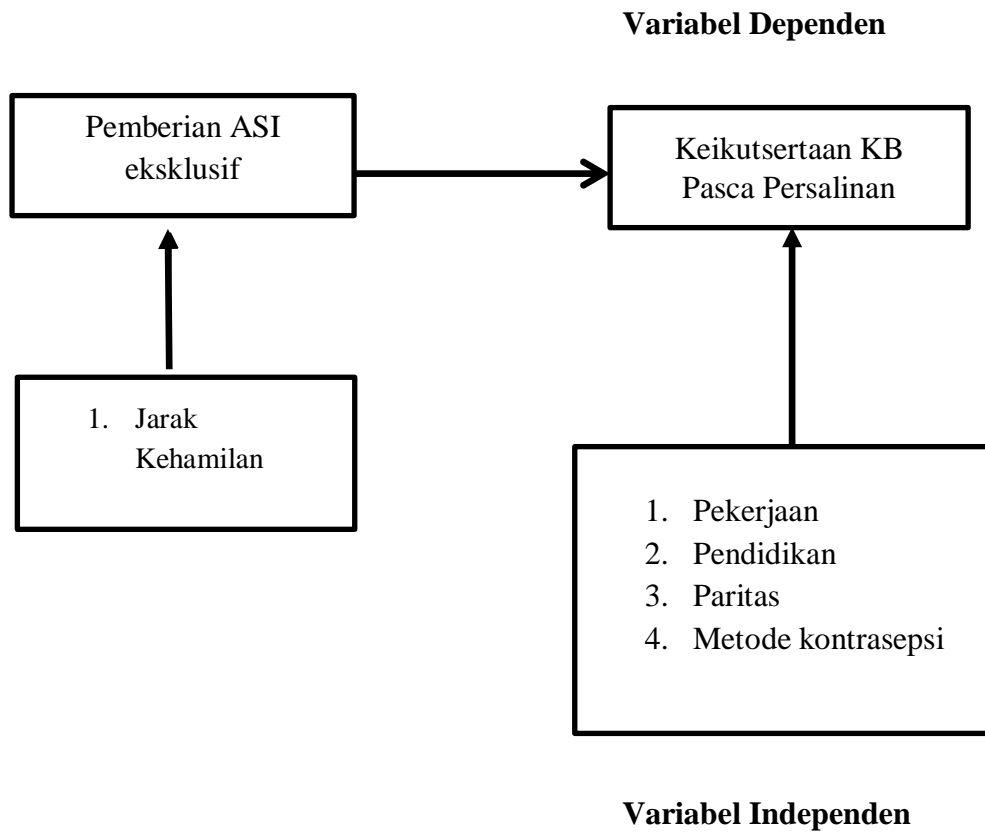 Variabel Dependen
Pemberian ASI
eksklusif
Keikutsertaan KB
Pasca Persalinan
1. Jarak
Kehamilan
1. Pekerjaan
2. Pendidikan
3. Paritas
4. Metode kontrasepsi
Variabel Independen